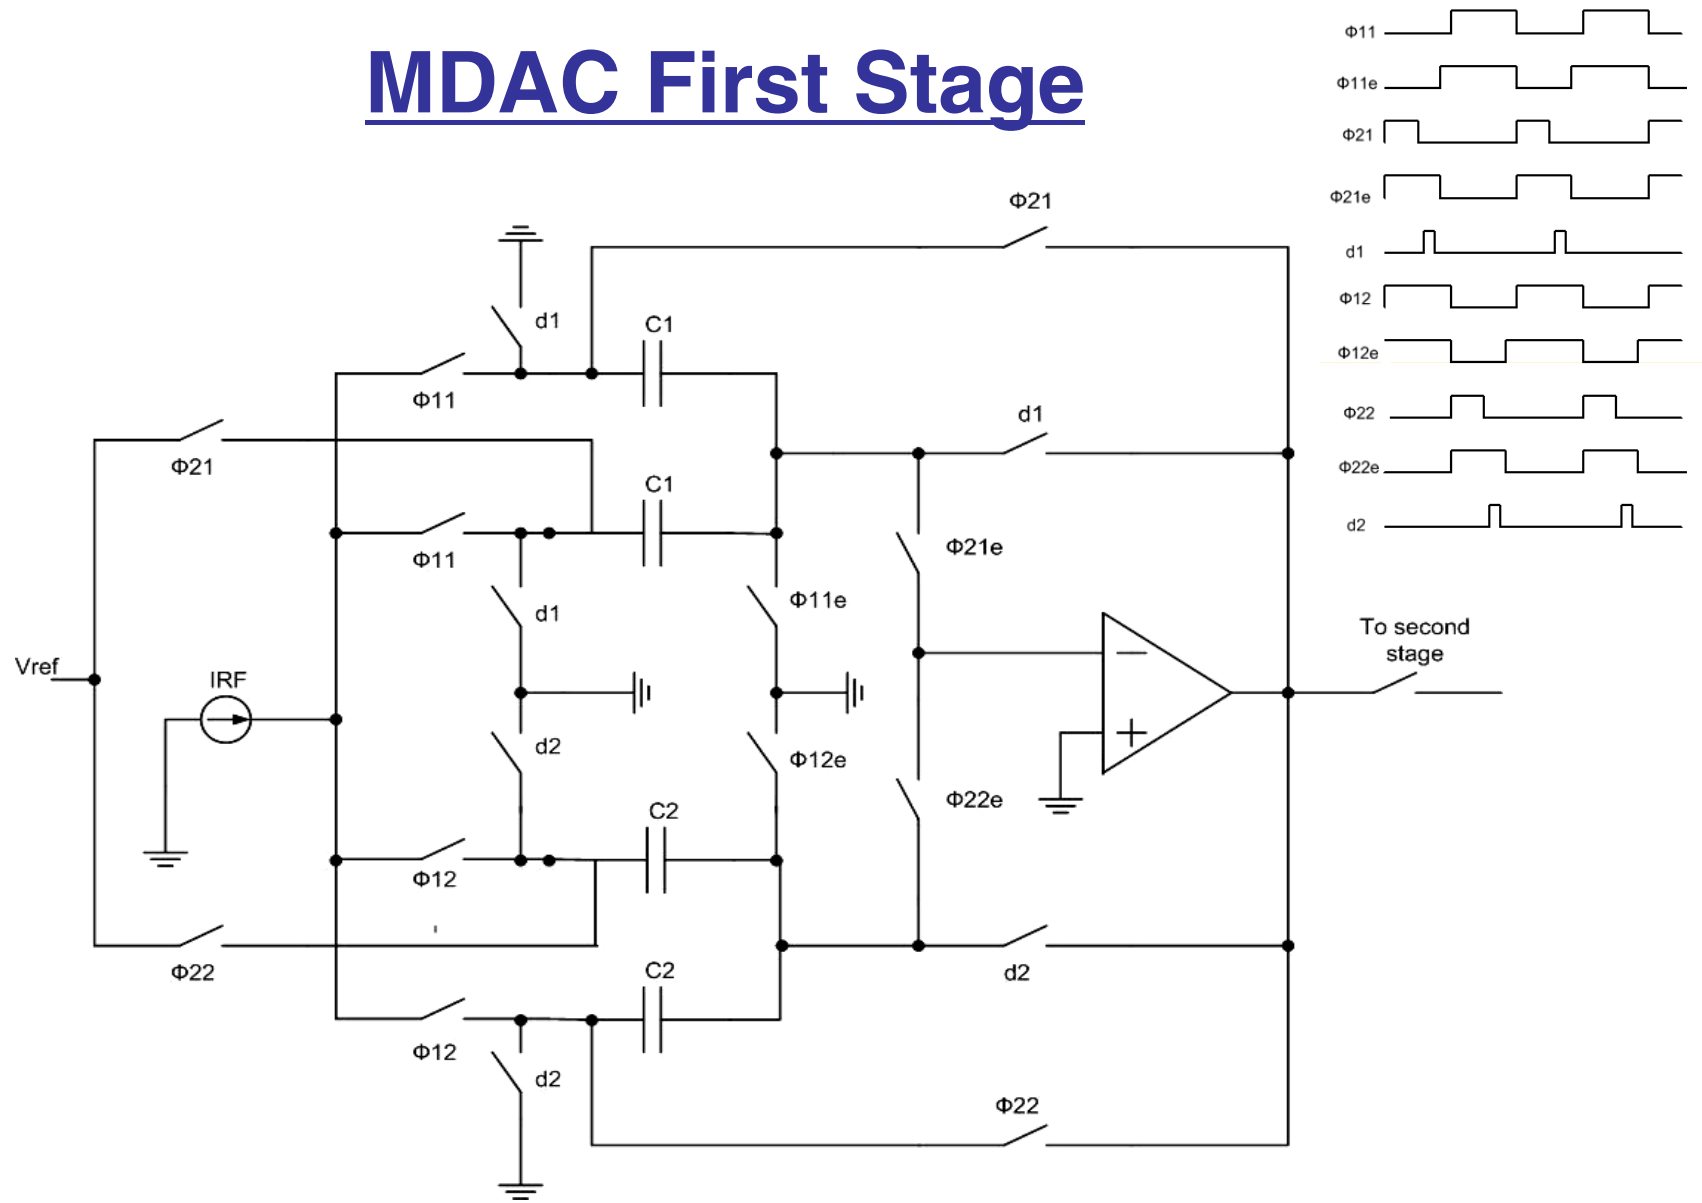 MDAC First Stage
Φ11
Φ11e
Φ21
Φ21e
d1
Φ12
Φ12e
Φ22
Φ22e
d2
Φ21
d1
C1
Φ11
d1
Φ21
C1
Φ11
Φ21e
d1
Φ11e
To second
stage
Vref
IRF
d2
Φ12e
Φ22e
C2
Φ12
Φ22
C2
d2
Φ12
d2
Φ22